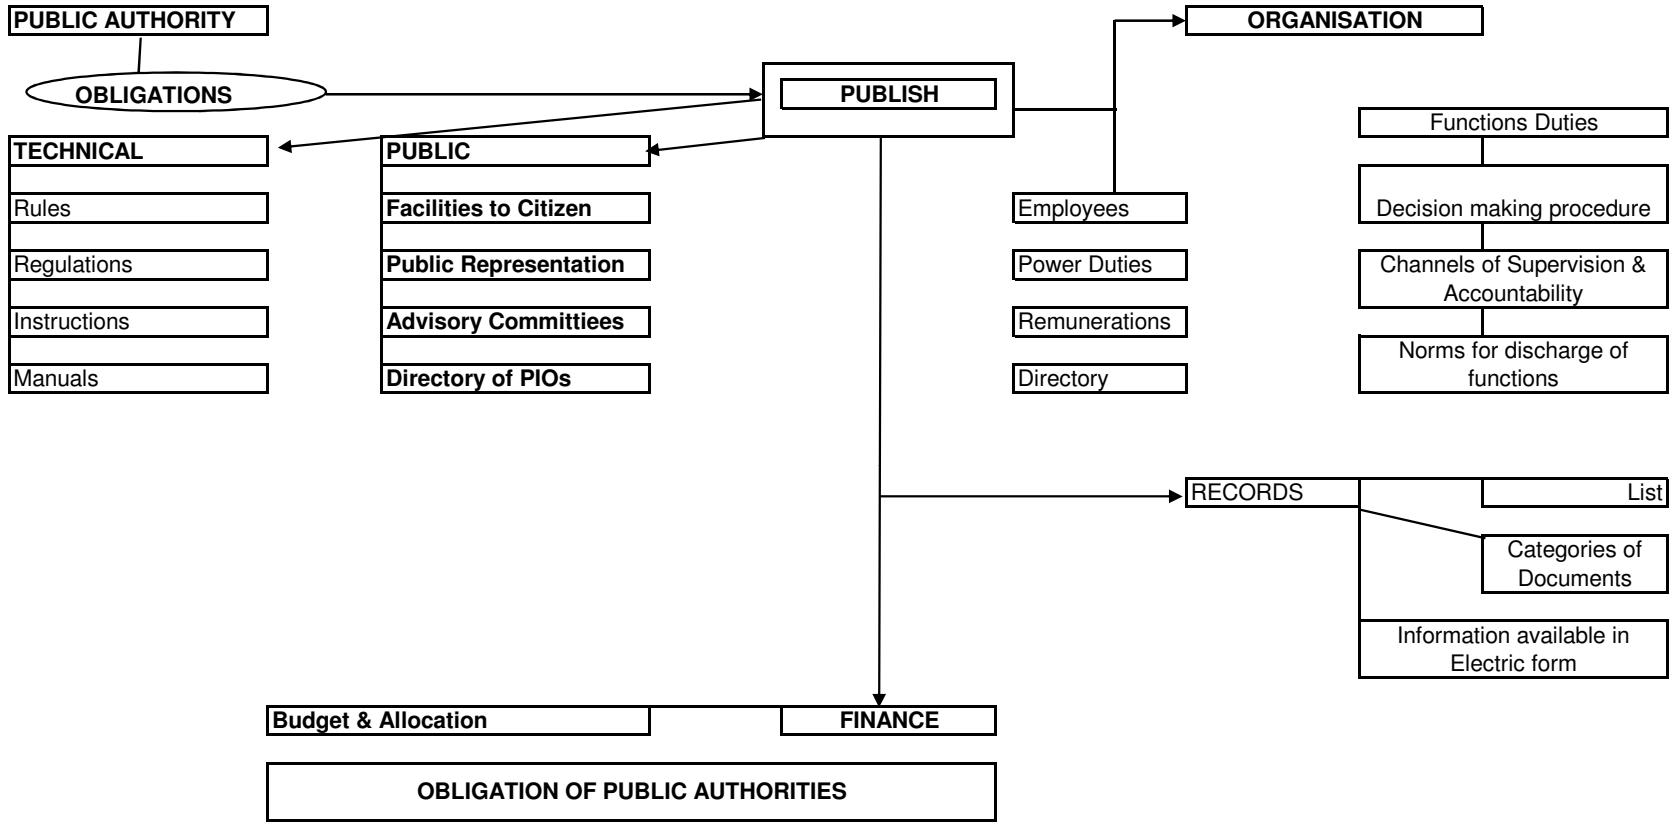 PUBLIC AUTHORITY
ORGANISATION
OBLIGATIONS
PUBLISH
Functions Duties
TECHNICAL
PUBLIC
Rules
Facilities to Citizen
Employees
Decision making procedure
Regulations
Public Representation
Power Duties
Channels of Supervision &
Accountability
Instructions
Advisory Committiees
Remunerations
Norms for discharge of
functions
Manuals
Directory of PIOs
Directory
RECORDS
List
Categories of
Documents
Information available in
Electric form
Budget & Allocation
FINANCE
OBLIGATION OF PUBLIC AUTHORITIES